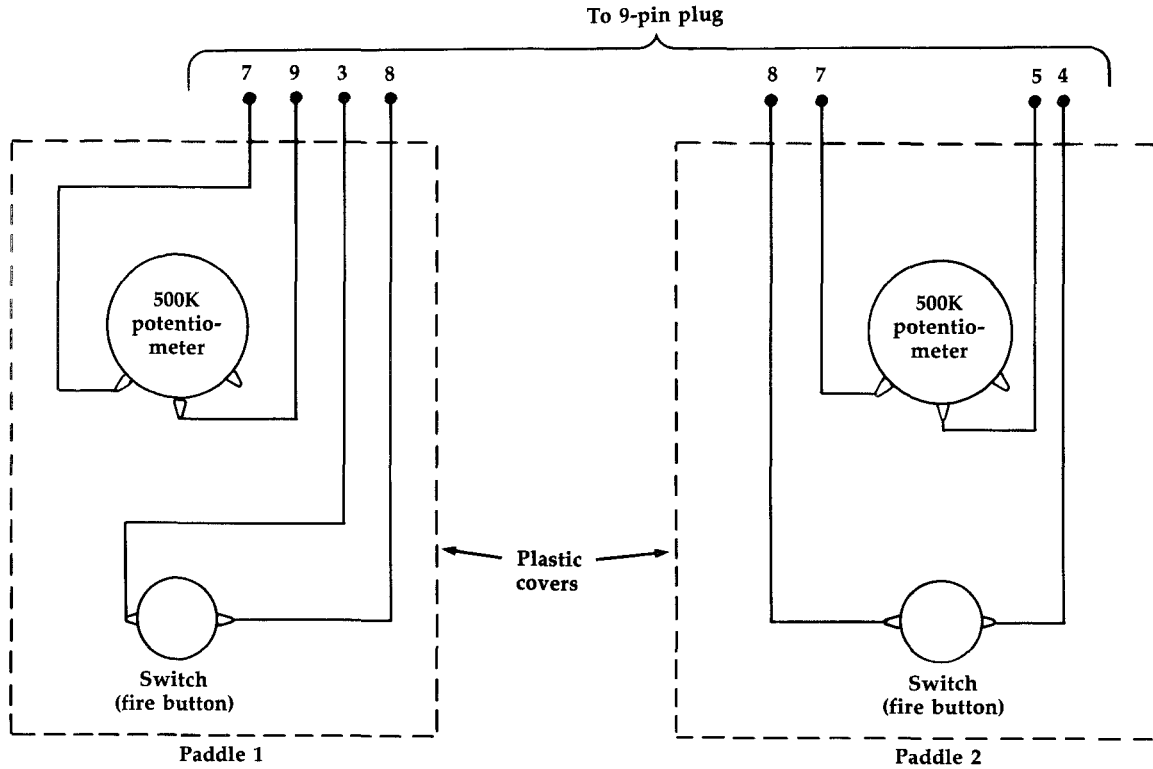 To 9-pin plug
7 9 3 8
8 7 5 4
500K
potentio-
meter
500K
potentio-
meter
Plastic
covers
Switch
(fire button)
Switch
(fire button)
Paddle 1
Paddle 2